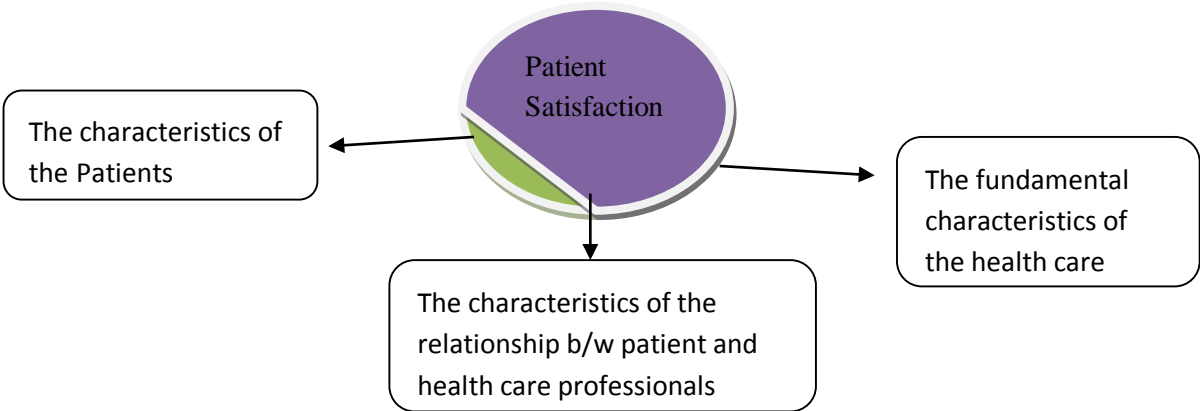 Patient
Satisfaction
The characteristics of
the Patients
The fundamental
characteristics of
the health care
The characteristics of the
relationship b/w patient and
health care professionals